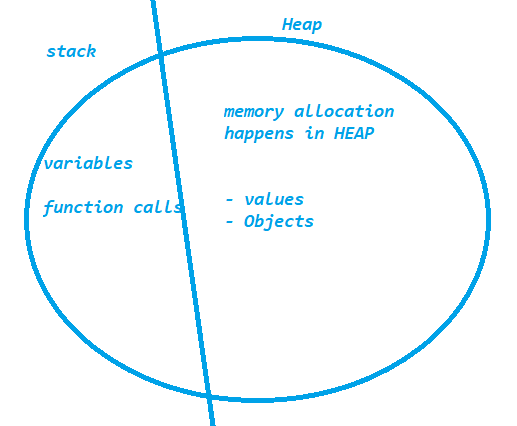 Heap
stack
memory allocation
happens in HEAP
variables
function calls
- values
- Objects